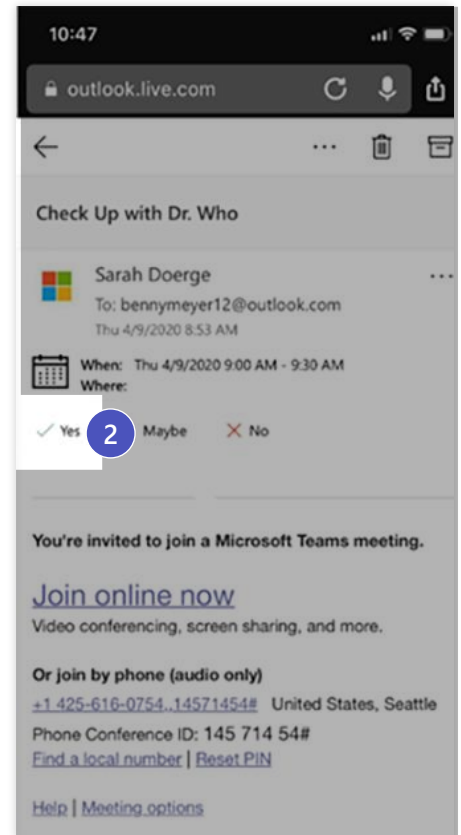 10:47
outlook.live.com
Check Up with Dr. Who
Sarah Doerge
To: bennymeyer12@outlook.com
Thu 4/9/2020 8:53 AM
When: Thu 4/9/2020 9:00 AM - 9:30 AM
Where:
Yes 2 Maybe No
You're invited to join a Microsoft Teams meeting.
Join online now
Video conferencing, screen sharing, and more.
Or join by phone (audio only)
+1 425-616-0754,,14571454# United States, Seattle
Phone Conference ID: 145 714 54#
Find a local number | Reset PIN
Help | Meeting options